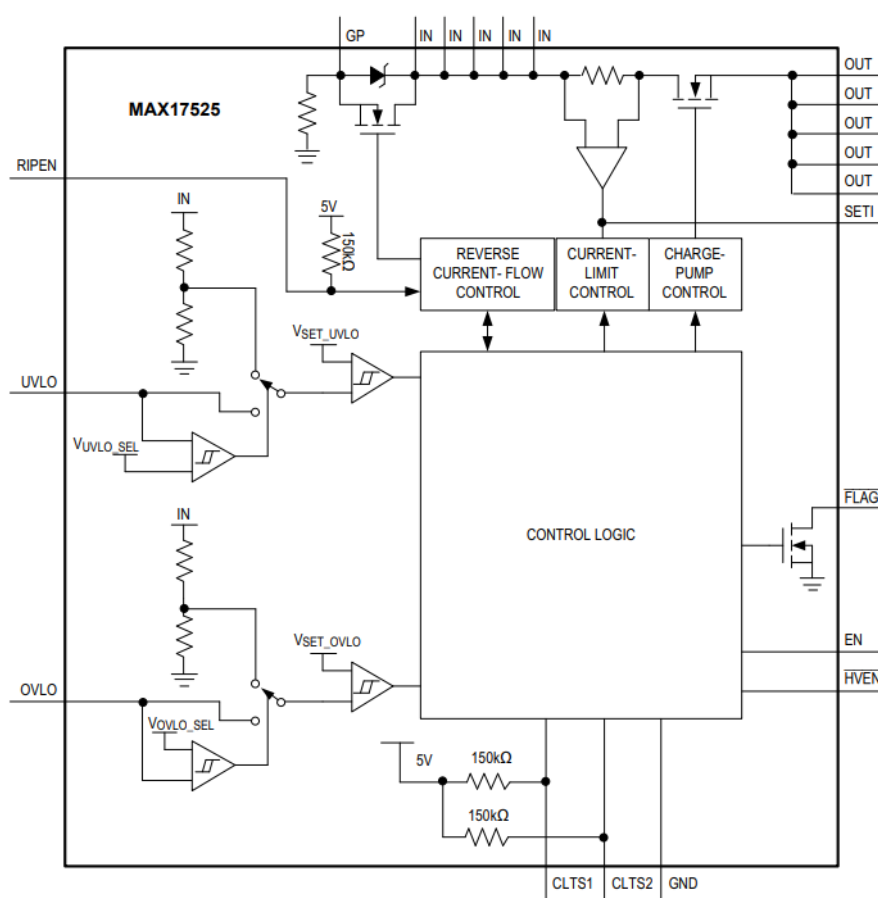 GP IN IN IN IN IN
OUT
MAX17525
OUT
OUT
OUT
RIPEN
OUT
IN
5V
SETI
150kΩ
REVERSE
CURRENT- FLOW
CONTROL
CURRENT-
LIMIT
CONTROL
CHARGE-
PUMP
CONTROL
VSET_UVLO
UVLO
VUVLO_SEL
FLAG
IN
CONTROL LOGIC
VSET_OVLO
EN
HVEN
OVLO
VOVLO_SEL
5V
150kΩ
150kΩ
CLTS1 CLTS2 GND